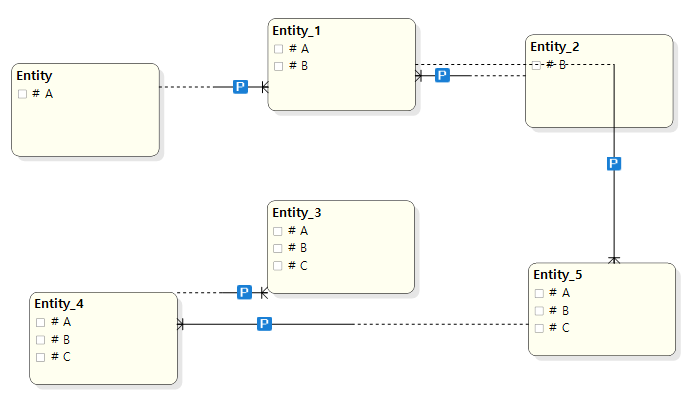 Entity
# A
P
Entity_1
# A
# B
P
Entity_2
# B
P
Entity_3
# A
# B
# C
P
Entity_4
# A
# B
# C
P
Entity_5
# A
# B
# C